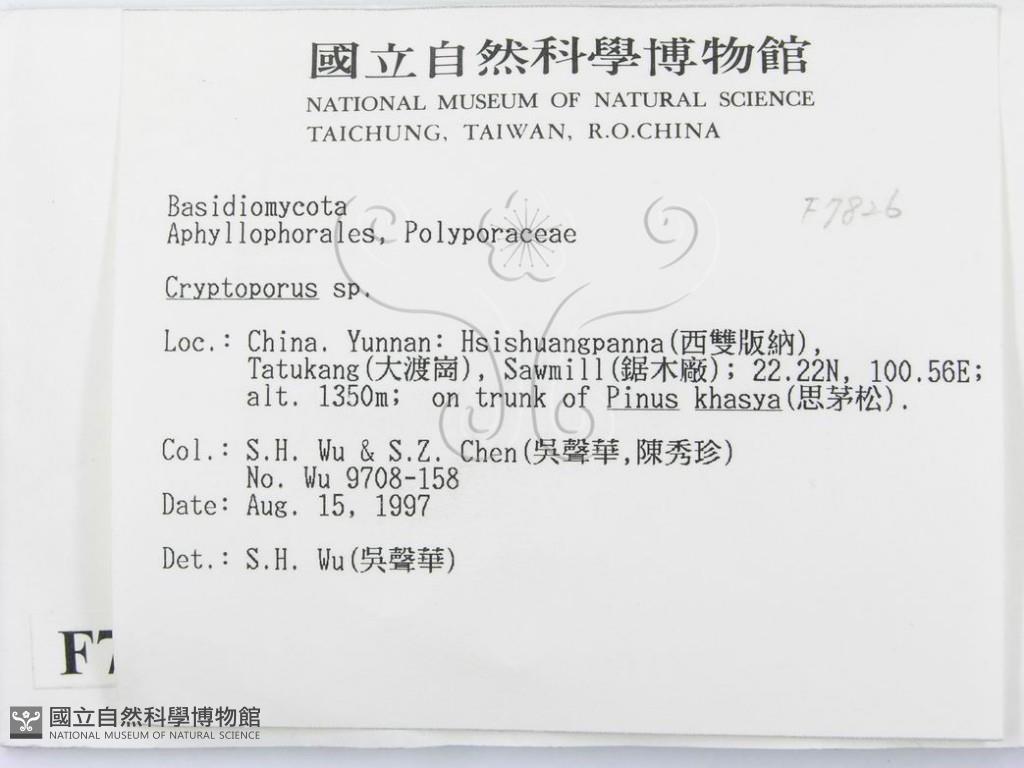 國立自然科學博物館
NATIONAL MUSEUM OF NATURAL SCIENCE
TAICHUNG, TAIWAN, R.O.CHINA
F7826
Basidiomycota
Aphyllophorales, Polyporaceae
Cryptoporus sp.
Loc.: China. Yunnan: Hsishuangpanna(西雙版納),
Tatukang(大渡崗), Sawmill(鋸木廠); 22.22N, 100.56E;
alt. 1350m; on trunk of Pinus khasya(思茅松).
Col.: S.H. Wu & S.Z. Chen(吳聲華,陳秀珍)
No. Wu 9708-158
Date: Aug. 15, 1997
Det.: S.H. Wu(吳聲華)
F7
國立自然科學博物館
NATIONAL MUSEUM OF NATURAL SCIENCE